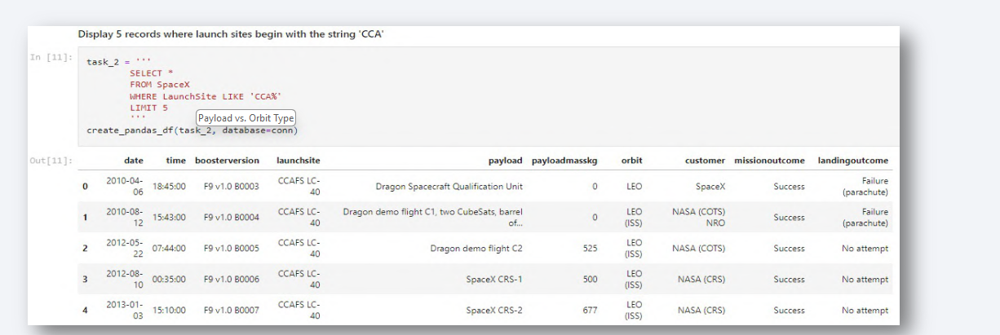 Display 5 records where launch sites begin with the string 'CCA'
In [11]:
task_2 = '''
SELECT *
FROM SpaceX
WHERE LaunchSite LIKE 'CCA%'
LIMIT 5
'''
Payload vs. Orbit Type
create_pandas_df(task_2, database=conn)
Out[11]:
date time boosterversion launchsite payload payloadmasskg orbit customer missionoutcome landingoutcome
0 2010-04-06 18:45:00 F9 v1.0 B0003 CCAFS LC-40 Dragon Spacecraft Qualification Unit 0 LEO SpaceX Success Failure (parachute)
1 2010-08-12 15:43:00 F9 v1.0 B0004 CCAFS LC-40 Dragon demo flight C1, two CubeSats, barrel of... 0 LEO (ISS) NASA (COTS) NRO Success Failure (parachute)
2 2012-05-22 07:44:00 F9 v1.0 B0005 CCAFS LC-40 Dragon demo flight C2 525 LEO (ISS) NASA (COTS) Success No attempt
3 2012-08-10 00:35:00 F9 v1.0 B0006 CCAFS LC-40 SpaceX CRS-1 500 LEO (ISS) NASA (CRS) Success No attempt
4 2013-01-03 15:10:00 F9 v1.0 B0007 CCAFS LC-40 SpaceX CRS-2 677 LEO (ISS) NASA (CRS) Success No attempt